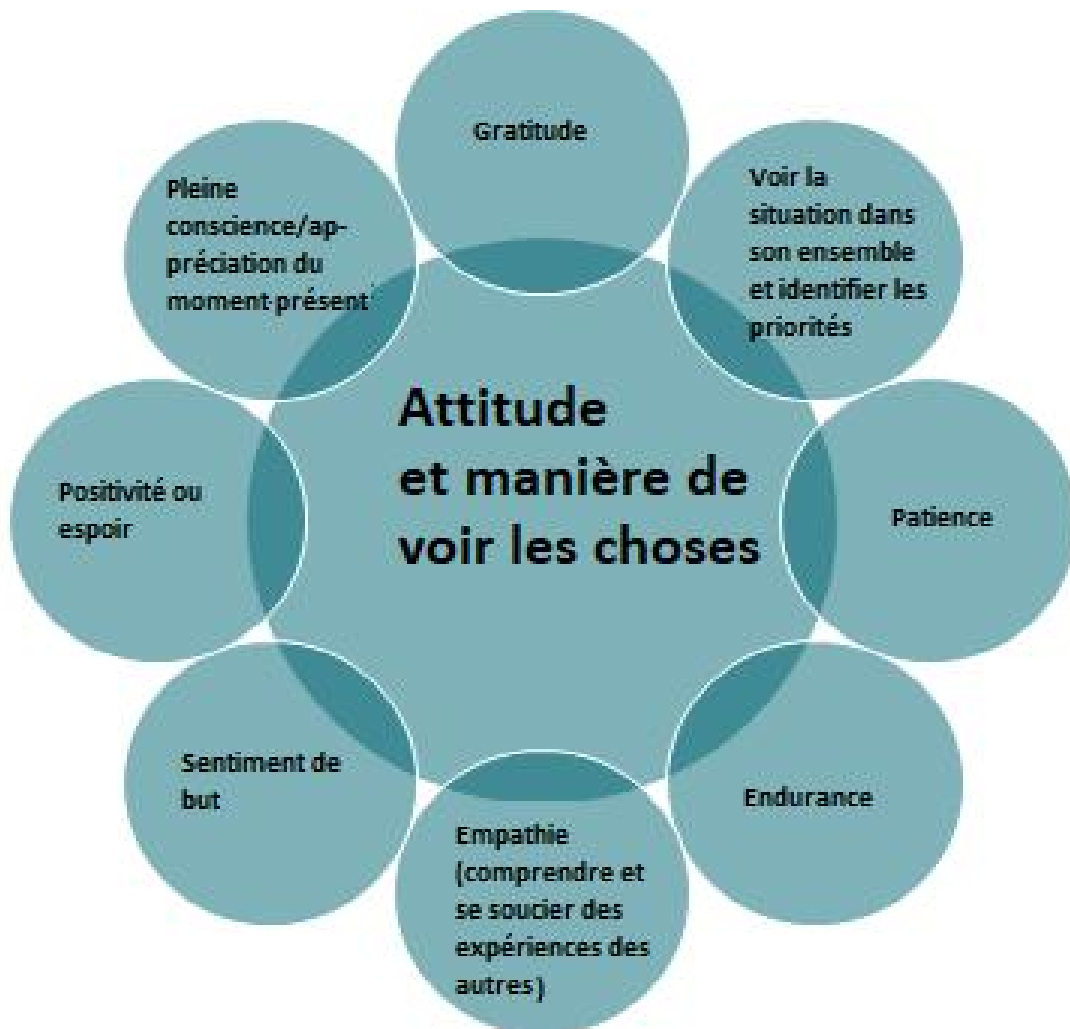 Gratitude
Voir la
situation dans
son ensemble
et identifier les
priorités
Patience
Endurance
Empathie
(comprendre et
se soucier des
expériences des
autres)
Sentiment de
but
Positivité ou
espoir
Pleine
conscience/ap-
préciation du
moment présent
Attitude
et manière de
voir les choses